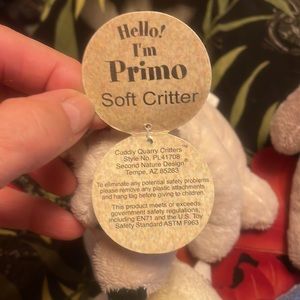 Hello!
I'm
Primo
Soft Critter
Cuddly Quarry Critters™
Style No. PL41708
Second Nature Design®
Tempe, AZ 85283
To eliminate any potential safety problems
please remove any plastic attachments
and hang tag before giving to children.
This product meets or exceeds
government safety regulations,
including EN71 and the U.S. Toy
Safety Standard ASTM F963